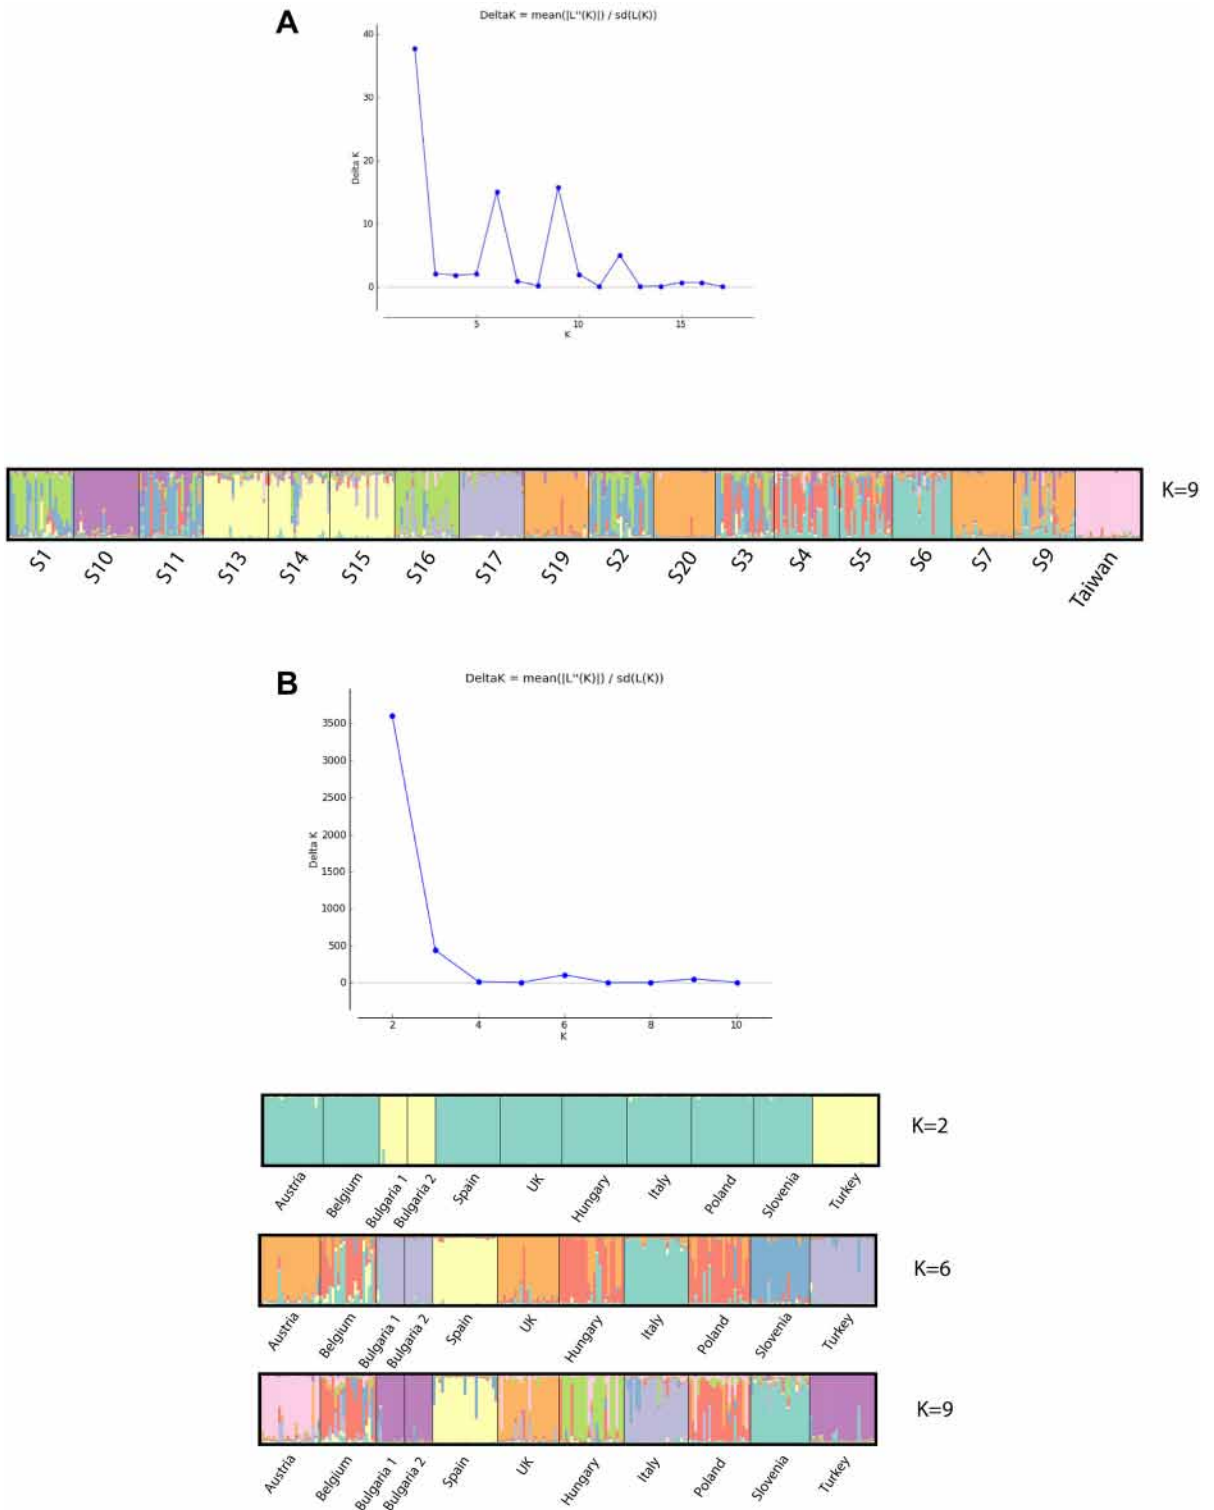 A
DeltaK = mean(|L''(K)|) / sd(L(K))
40
30
20
10
0
Delta K
5 10 15
K
K=9
S1 S10 S11 S13 S14 S15 S16 S17 S19 S2 S20 S3 S4 S5 S6 S7 S9 Taiwan
B
DeltaK = mean(|L''(K)|) / sd(L(K))
3500
3000
2500
2000
1500
1000
500
0
Delta K
2 4 6 8 10
K
K=2
Austria Belgium Bulgaria 1 Bulgaria 2 Spain UK Hungary Italy Poland Slovenia Turkey
K=6
Austria Belgium Bulgaria 1 Bulgaria 2 Spain UK Hungary Italy Poland Slovenia Turkey
K=9
Austria Belgium Bulgaria 1 Bulgaria 2 Spain UK Hungary Italy Poland Slovenia Turkey